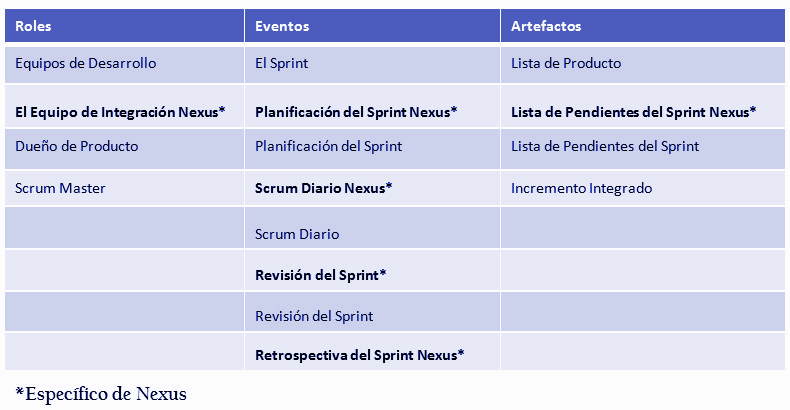 Roles Eventos Artefactos
Equipos de Desarrollo El Sprint Lista de Producto
El Equipo de Integración Nexus* Planificación del Sprint Nexus* Lista de Pendientes del Sprint Nexus*
Dueño de Producto Planificación del Sprint Lista de Pendientes del Sprint
Scrum Master Scrum Diario Nexus* Incremento Integrado
Scrum Diario
Revisión del Sprint*
Revisión del Sprint
Retrospectiva del Sprint Nexus*
*Específico de Nexus